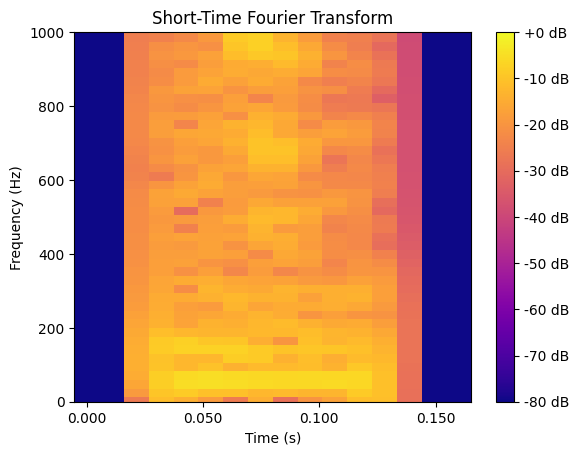 Short-Time Fourier Transform
1000
800
600
400
200
0
Frequency (Hz)
0.000
0.050
0.100
0.150
Time (s)
+0 dB
-10 dB
-20 dB
-30 dB
-40 dB
-50 dB
-60 dB
-70 dB
-80 dB